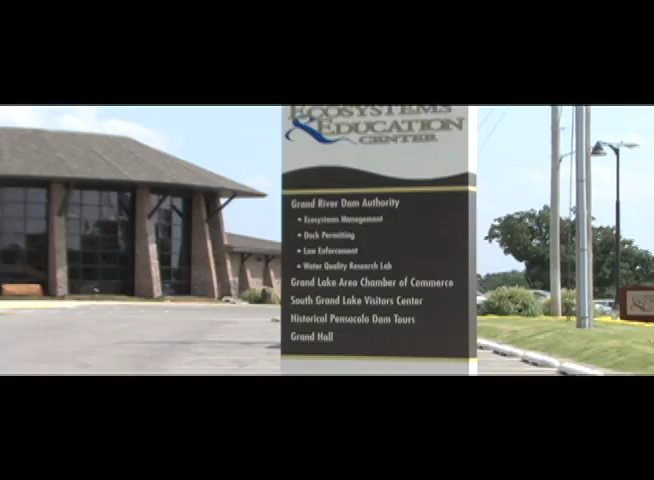 ECOSYSTEMS
& EDUCATION
CENTER
Grand River Dam Authority
• Ecosystems Management
• Dock Permitting
• Law Enforcement
• Water Quality Research Lab
Grand Lake Area Chamber of Commerce
South Grand Lake Visitors Center
Historical Pensacola Dam Tours
Grand Hall